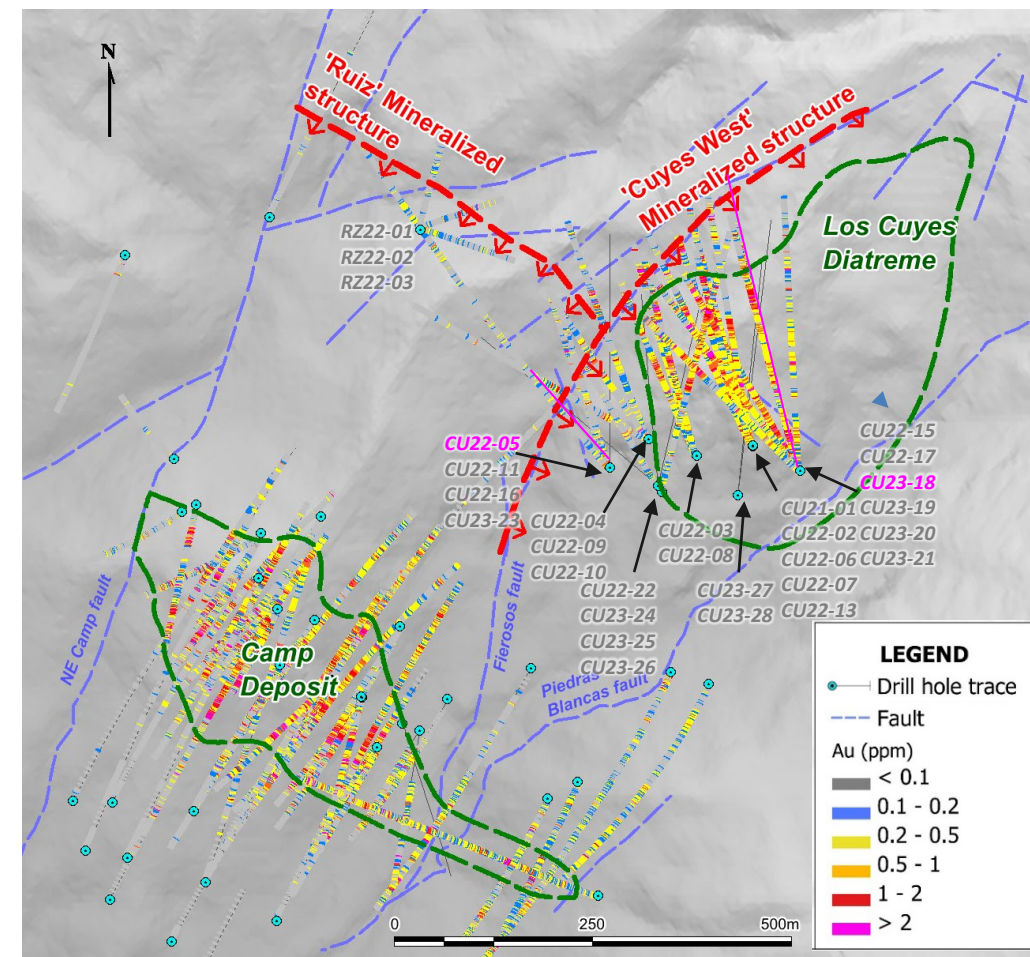 N
'Ruiz' Mineralized
structure
'Cuyes West'
Mineralized structure
Los Cuyes
Diatreme
RZ22-01
RZ22-02
RZ22-03
CU22-05
CU22-11
CU22-16
CU23-23
CU22-04
CU22-09
CU22-10
CU22-22
CU23-24
CU23-25
CU23-26
CU22-03
CU22-08
CU23-27
CU23-28
CU21-01
CU22-02
CU22-06
CU22-07
CU22-13
CU22-15
CU22-17
CU23-18
CU23-19
CU23-20
CU23-21
NE Camp fault
Camp
Deposit
Fierosos fault
Piedras
Blancas fault
LEGEND
Drill hole trace
Fault
Au (ppm)
< 0.1
0.1 - 0.2
0.2 - 0.5
0.5 - 1
1 - 2
> 2
0 250 500m